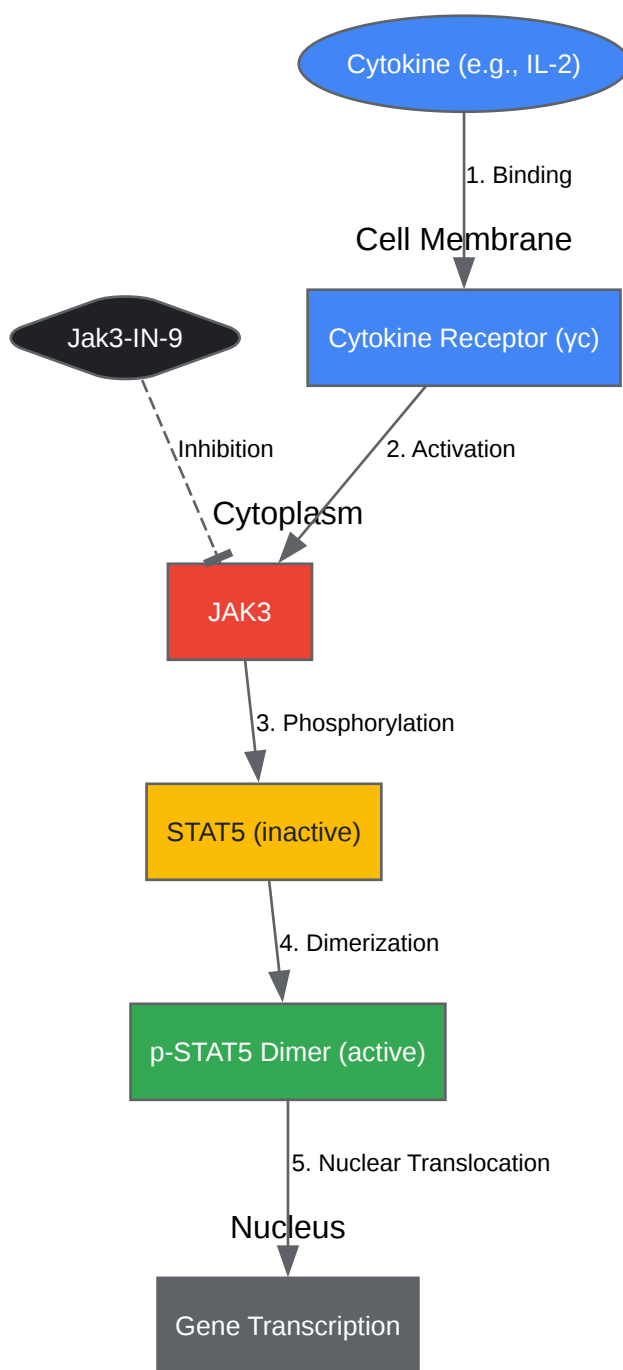 Cytokine (e.g., IL-2)
1. Binding
Cell Membrane
Cytokine Receptor (γc)
Jak3-IN-9
Inhibition
2. Activation
Cytoplasm
JAK3
3. Phosphorylation
STAT5 (inactive)
4. Dimerization
p-STAT5 Dimer (active)
5. Nuclear Translocation
Nucleus
Gene Transcription